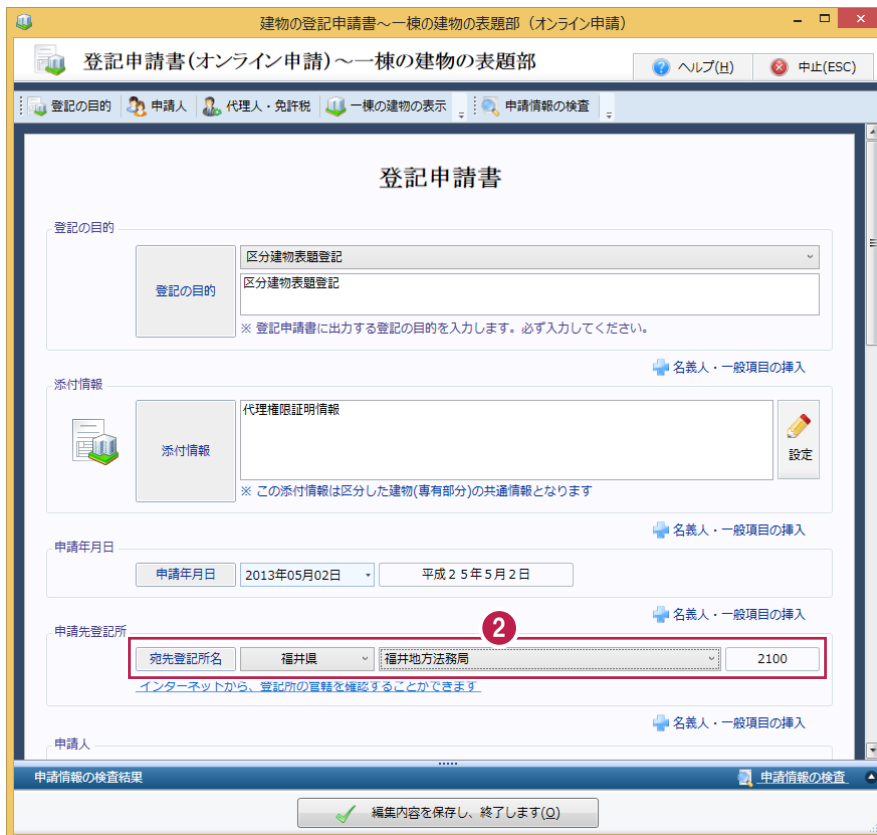 建物の登記申請書～一棟の建物の表題部（オンライン申請）
登記申請書(オンライン申請)～一棟の建物の表題部
ヘルプ(H)
中止(ESC)
登記の目的
申請人
代理人・免許税
一棟の建物の表示
申請情報の検査
登記申請書
登記の目的
登記の目的
区分建物表題登記
区分建物表題登記
※ 登記申請書に出力する登記の目的を入力します。必ず入力してください。
名義人・一般項目の挿入
添付情報
添付情報
代理権限証明情報
設定
※ この添付情報は区分した建物(専有部分)の共通情報となります
名義人・一般項目の挿入
申請年月日
申請年月日
2013年05月02日
平成２５年５月２日
名義人・一般項目の挿入
申請先登記所
2
宛先登記所名
福井県
福井地方法務局
2100
インターネットから、登記所の管轄を確認することができます
名義人・一般項目の挿入
申請人
申請情報の検査結果
申請情報の検査
編集内容を保存し、終了します(O)